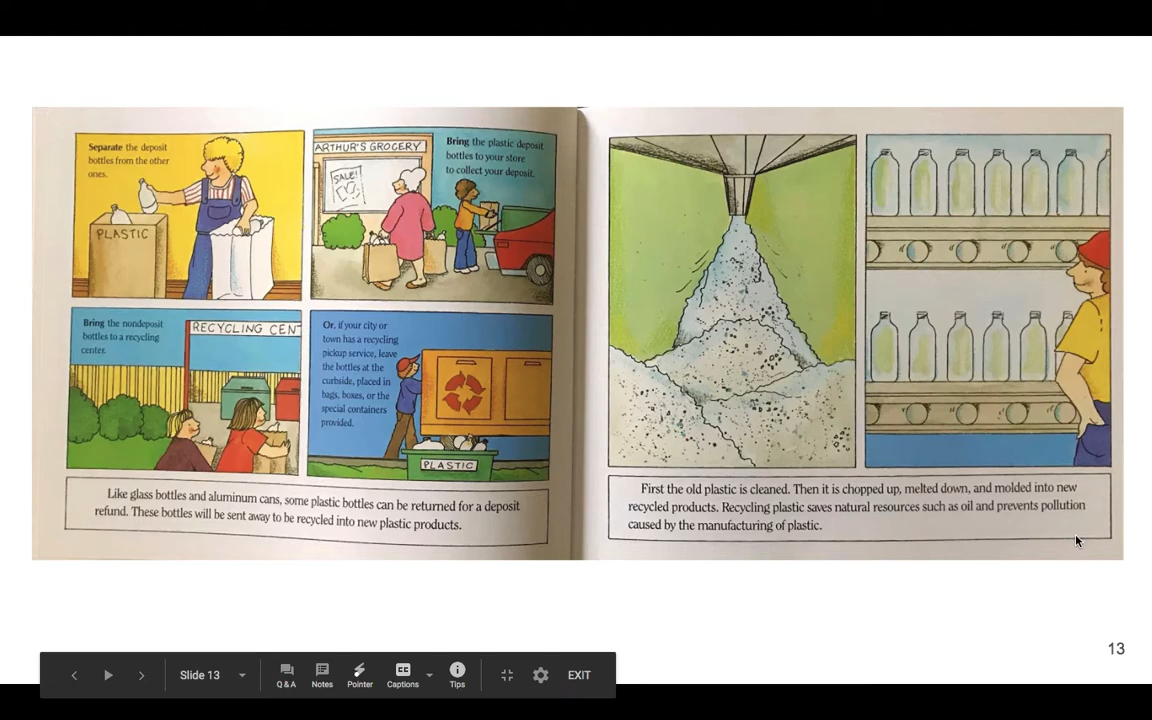 Separate the deposit
bottles from the other
ones.
PLASTIC
ARTHUR'S GROCERY
SALE!
Bring the plastic deposit
bottles to your store
to collect your deposit.
Bring the nondeposit
bottles to a recycling
center.
RECYCLING CENT
Or, if your city or
town has a recycling
pickup service, leave
the bottles at the
curbside, placed in
bags, boxes, or the
special containers
provided.
PLASTIC
Like glass bottles and aluminum cans, some plastic bottles can be returned for a deposit
refund. These bottles will be sent away to be recycled into new plastic products.
First the old plastic is cleaned. Then it is chopped up, melted down, and molded into new
recycled products. Recycling plastic saves natural resources such as oil and prevents pollution
caused by the manufacturing of plastic.
13
Slide 13
Q & A
Notes
Pointer
CC
Captions
Tips
EXIT